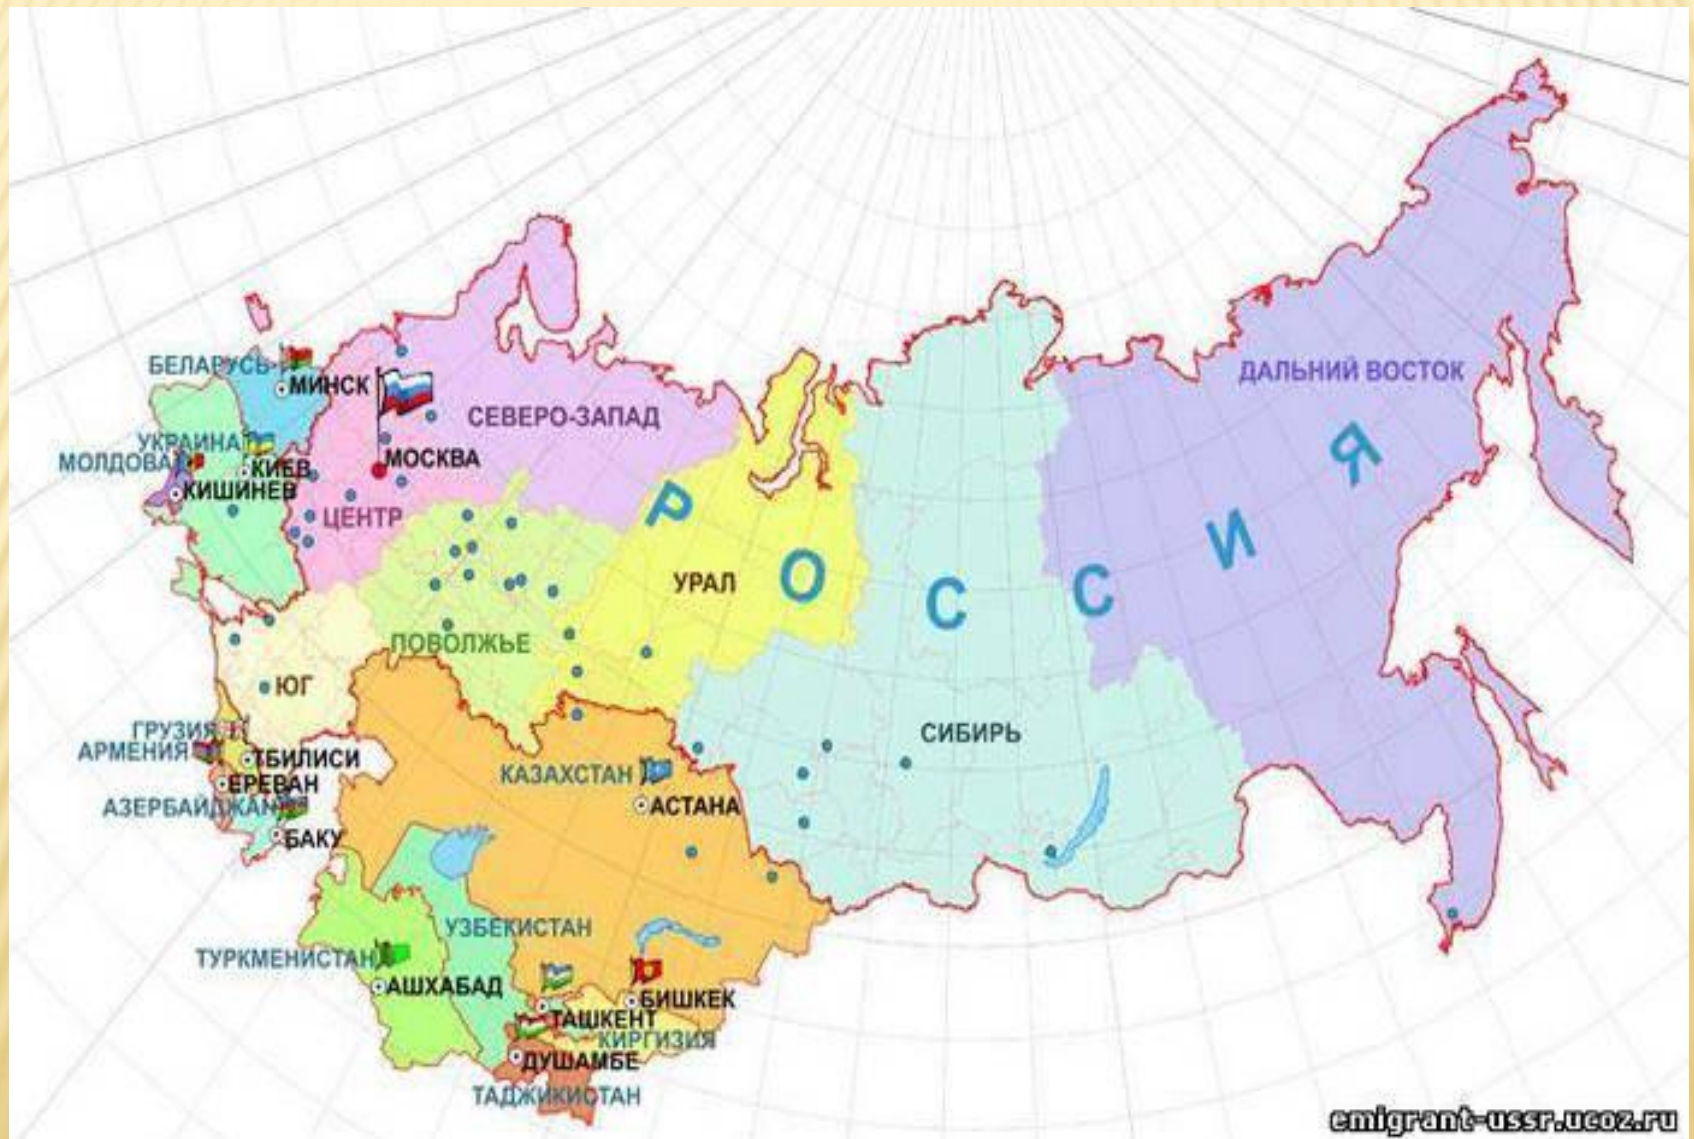 БЕЛАРУСЬ
МИНСК
СЕВЕРО-ЗАПАД
ДАЛЬНИЙ ВОСТОК
УКРАИНА
МОЛДОВА
КИЕВ
МОСКВА
КИШИНЕВ
ЦЕНТР
РОССИЯ
УРАЛ
ПОВОЛЖЬЕ
ЮГ
ГРУЗИЯ
АРМЕНИЯ
ТБИЛИСИ
ЕРЕВАН
АЗЕРБАЙДЖАН
БАКУ
КАЗАХСТАН
АСТАНА
СИБИРЬ
УЗБЕКИСТАН
ТУРКМЕНИСТАН
АШХАБАД
БИШКЕК
ТАШКЕНТ
КИРГИЗИЯ
ДУШАМБЕ
ТАДЖИКИСТАН
emigrant-ussr.ucoz.ru